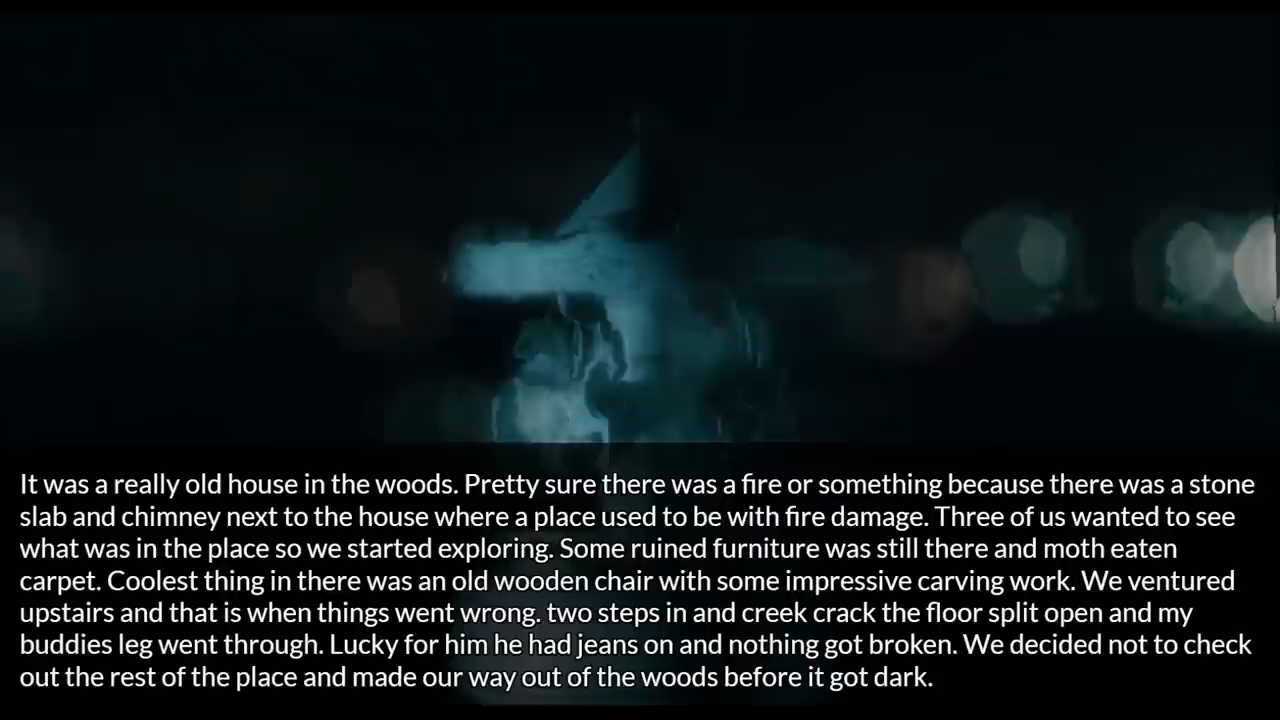 It was a really old house in the woods. Pretty sure there was a fire or something because there was a stone
slab and chimney next to the house where a place used to be with fire damage. Three of us wanted to see
what was in the place so we started exploring. Some ruined furniture was still there and moth eaten
carpet. Coolest thing in there was an old wooden chair with some impressive carving work. We ventured
upstairs and that is when things went wrong. two steps in and creek crack the floor split open and my
buddies leg went through. Lucky for him he had jeans on and nothing got broken. We decided not to check
out the rest of the place and made our way out of the woods before it got dark.